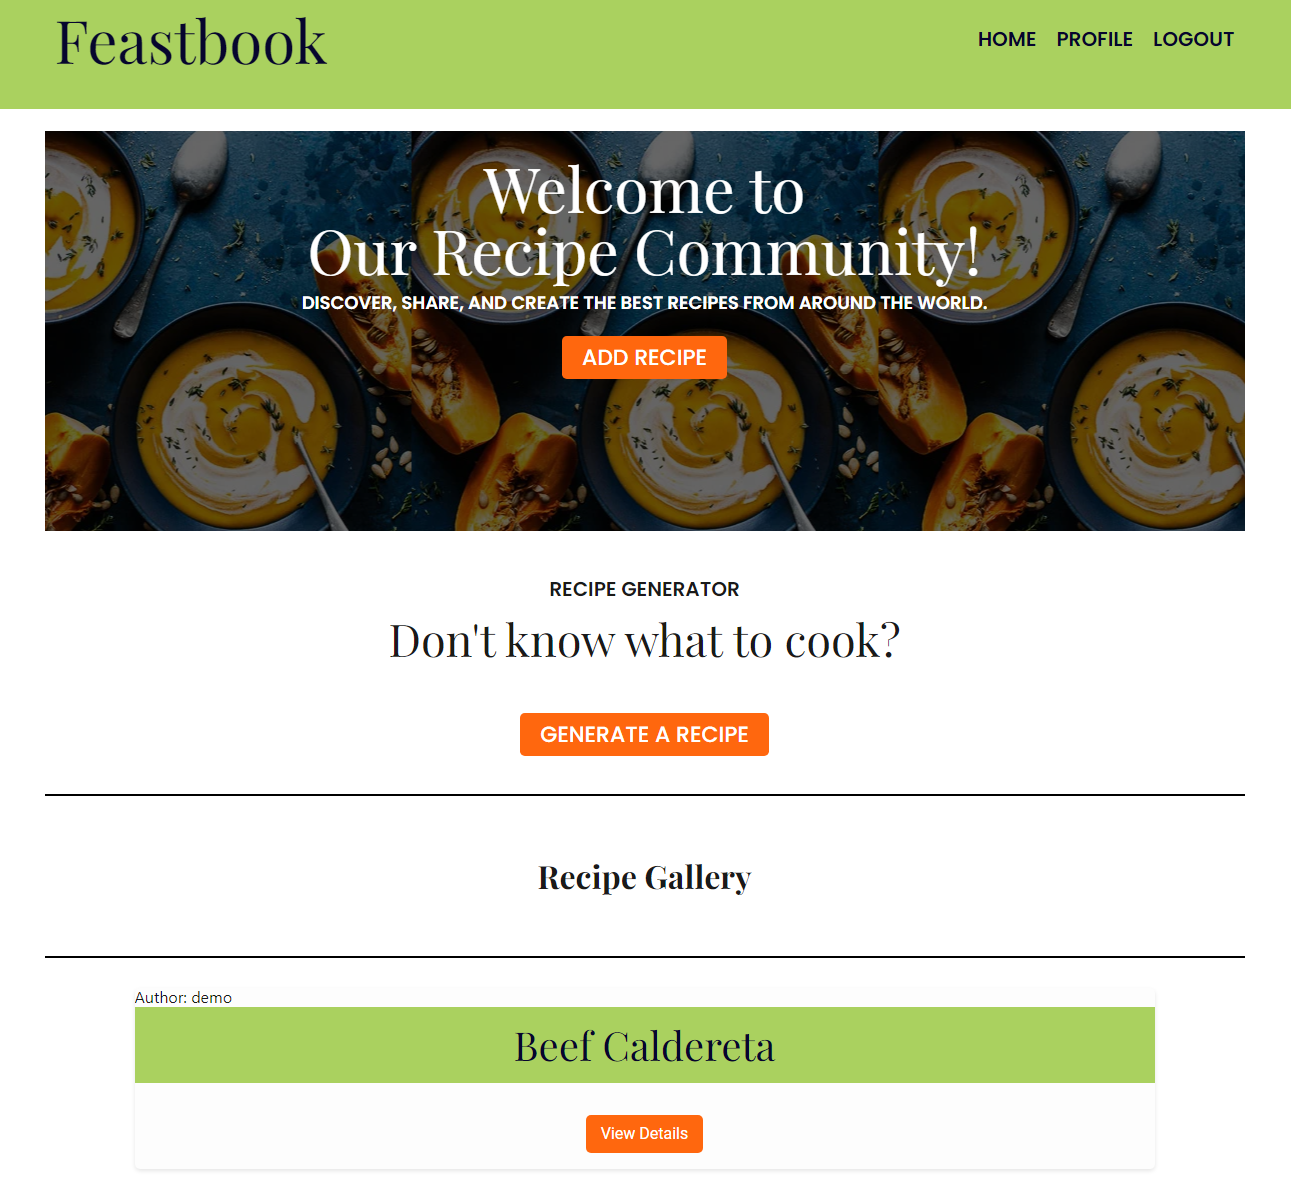 Feastbook
HOME PROFILE LOGOUT
Welcome to
Our Recipe Community!
DISCOVER, SHARE, AND CREATE THE BEST RECIPES FROM AROUND THE WORLD.
ADD RECIPE
RECIPE GENERATOR
Don't know what to cook?
GENERATE A RECIPE
Recipe Gallery
Author: demo
Beef Caldereta
View Details